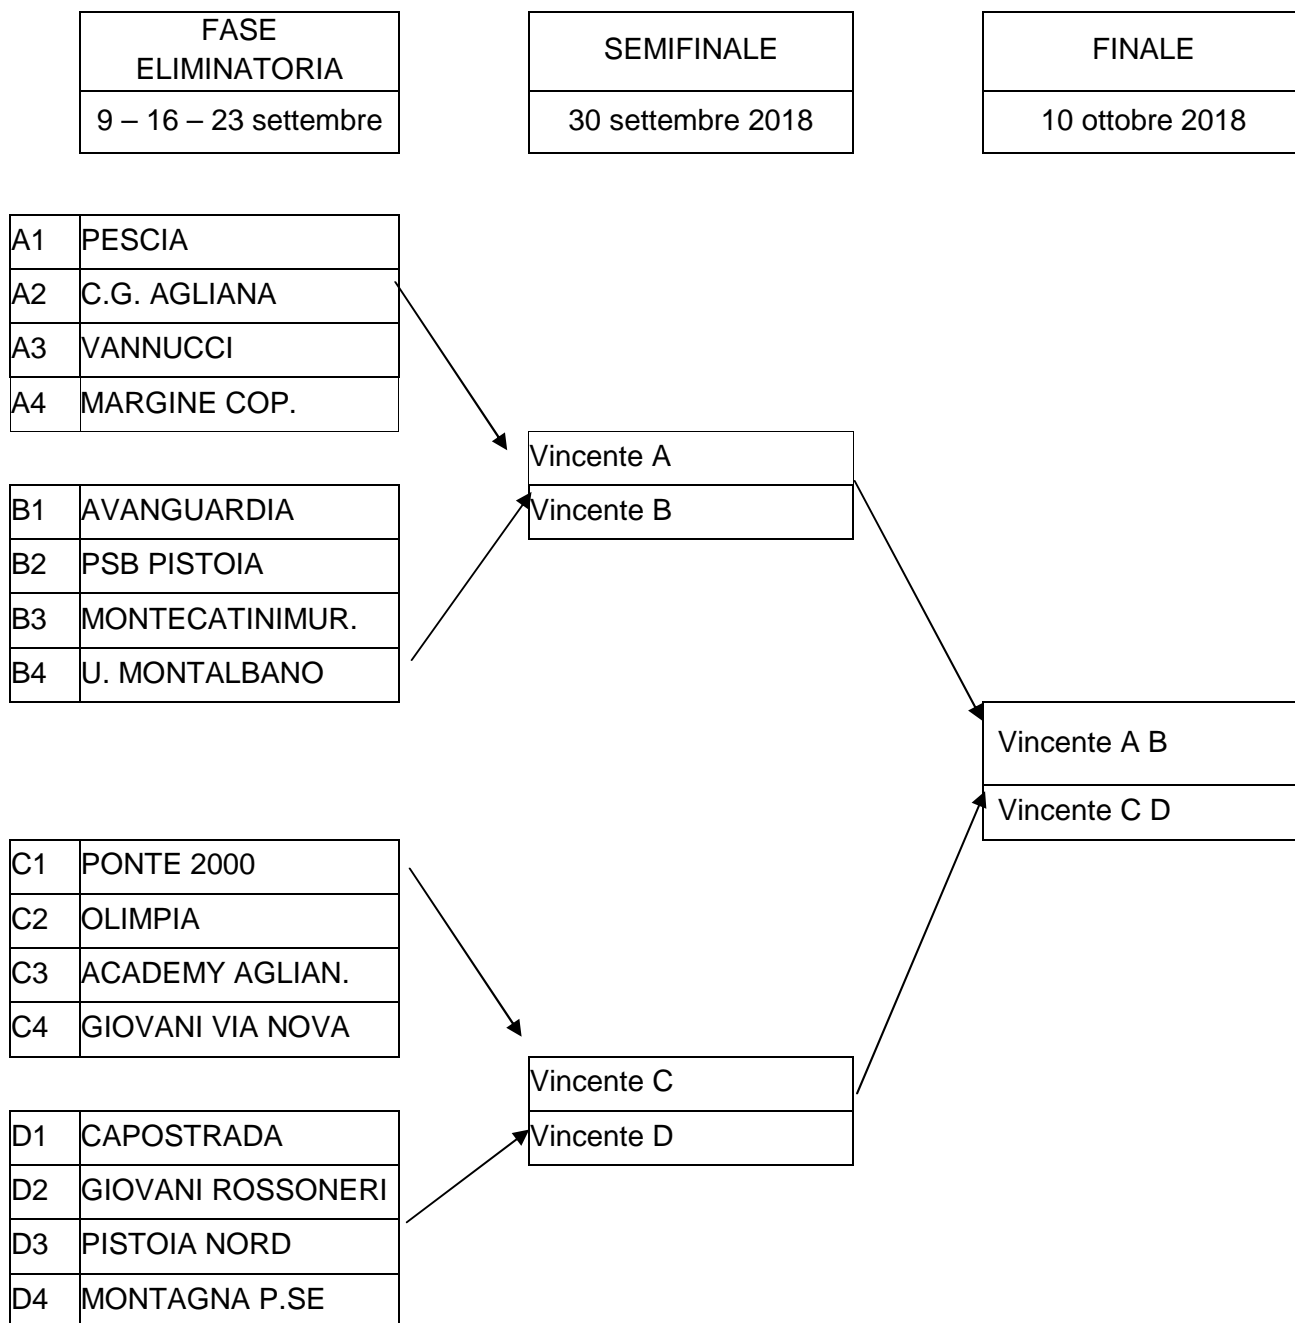 FASE
ELIMINATORIA
9 – 16 – 23 settembre
SEMIFINALE
30 settembre 2018
FINALE
10 ottobre 2018
A1 PESCIA
A2 C.G. AGLIANA
A3 VANNUCCI
A4 MARGINE COP.
Vincente A
Vincente B
B1 AVANGUARDIA
B2 PSB PISTOIA
B3 MONTECATINIMUR.
B4 U. MONTALBANO
Vincente A B
Vincente C D
C1 PONTE 2000
C2 OLIMPIA
C3 ACADEMY AGLIAN.
C4 GIOVANI VIA NOVA
Vincente C
Vincente D
D1 CAPOSTRADA
D2 GIOVANI ROSSONERI
D3 PISTOIA NORD
D4 MONTAGNA P.SE